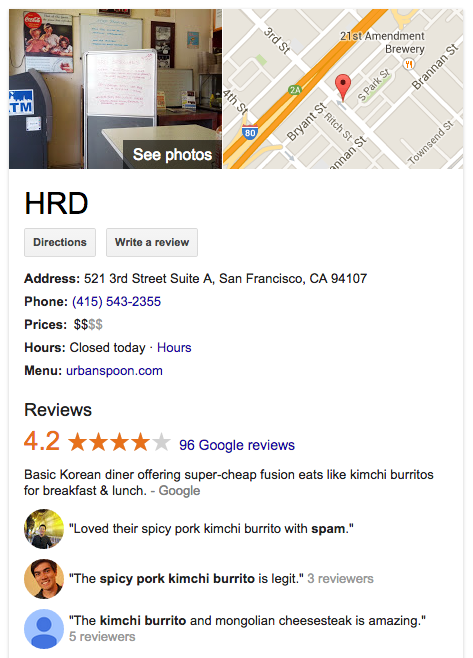 Coca-Cola
ATM
See photos
3rd St
21st Amendment
Brewery
4th St
2A
S Park St
Brannan St
80
Bryant St
Ritch St
Brannan St
Townsend St
HRD
Directions
Write a review
Address: 521 3rd Street Suite A, San Francisco, CA 94107
Phone: (415) 543-2355
Prices: $$$$
Hours: Closed today · Hours
Menu: urbanspoon.com
Reviews
4.2 ★★★★★ 96 Google reviews
Basic Korean diner offering super-cheap fusion eats like kimchi burritos
for breakfast & lunch. - Google
"Loved their spicy pork kimchi burrito with spam."
"The spicy pork kimchi burrito is legit." 3 reviewers
"The kimchi burrito and mongolian cheesesteak is amazing."
5 reviewers